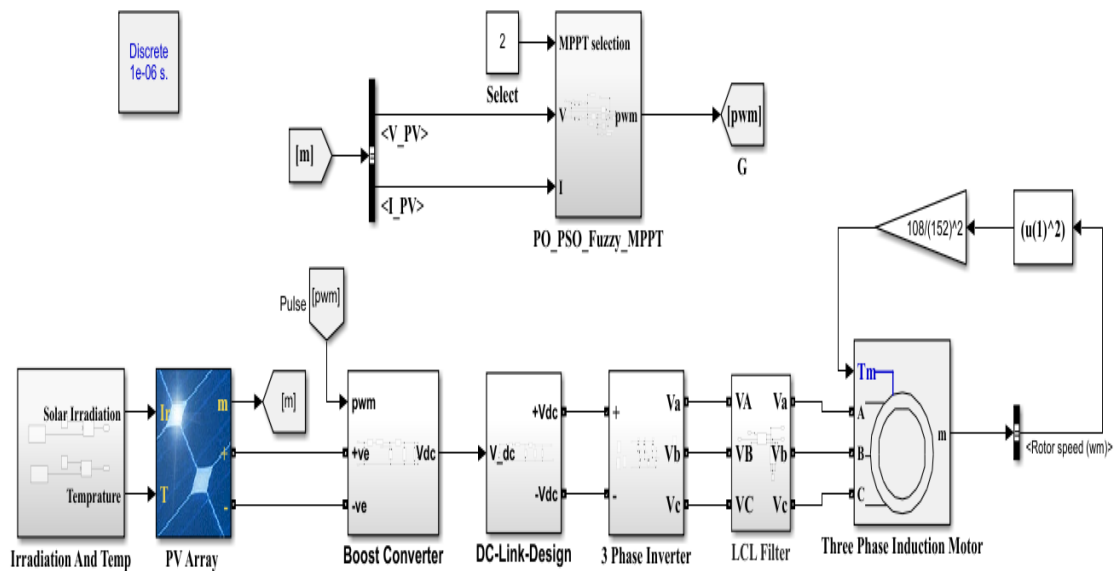 Discrete
1e-06 s.
2
Select
MPPT selection
V
pwm
I
PO_PSO_Fuzzy_MPPT
[m]
<V_PV>
<I_PV>
[pwm]
G
108/(152)^2
(u(1)^2)
Pulse
[pwm]
Solar Irradiation
Temprature
Irradiation And Temp
Ir
T
m
+
-
PV Array
[m]
pwm
+ve
-ve
Vdc
Boost Converter
V_dc
+Vdc
-Vdc
DC-Link-Design
+
-
Va
Vb
Vc
3 Phase Inverter
VA
VB
VC
Va
Vb
Vc
LCL Filter
Tm
A
B
C
m
Three Phase Induction Motor
<Rotor speed (wm)>